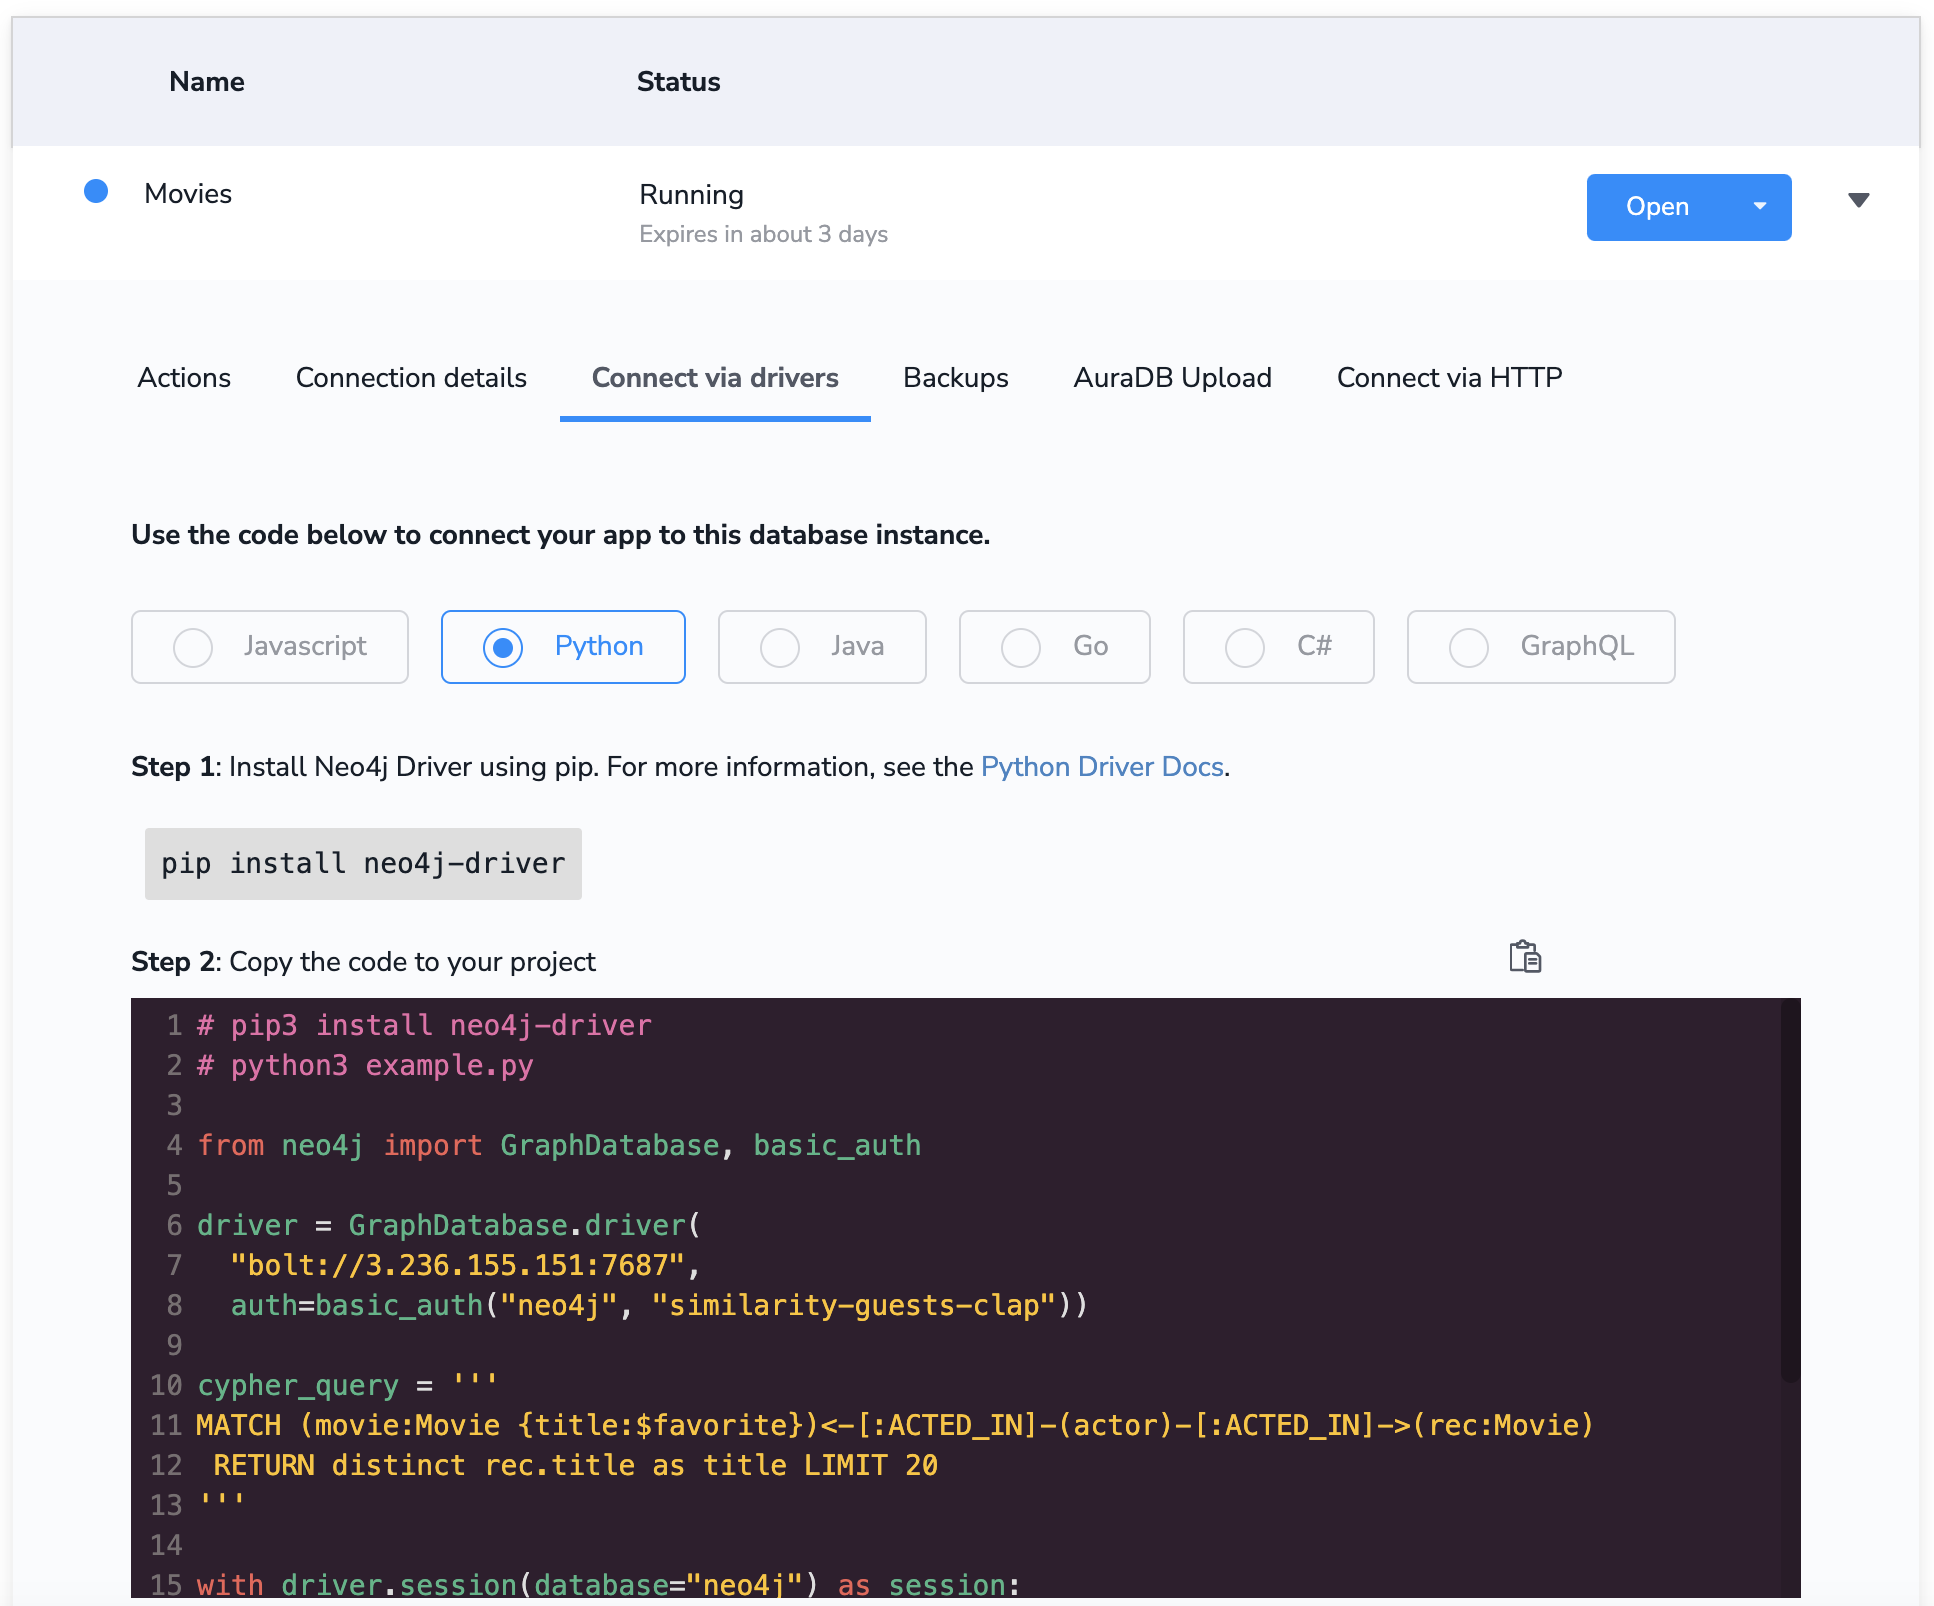 Name Status
Movies Running Open
Expires in about 3 days
Actions Connection details Connect via drivers Backups AuraDB Upload Connect via HTTP
Use the code below to connect your app to this database instance.
Javascript Python Java Go C# GraphQL
Step 1: Install Neo4j Driver using pip. For more information, see the Python Driver Docs.
pip install neo4j-driver
Step 2: Copy the code to your project
1 # pip3 install neo4j-driver
2 # python3 example.py
3
4 from neo4j import GraphDatabase, basic_auth
5
6 driver = GraphDatabase.driver(
7   "bolt://3.236.155.151:7687",
8   auth=basic_auth("neo4j", "similarity-guests-clap"))
9
10 cypher_query = '''
11 MATCH (movie:Movie {title:$favorite})<-[:ACTED_IN]-(actor)-[:ACTED_IN]->(rec:Movie)
12  RETURN distinct rec.title as title LIMIT 20
13 '''
14
15 with driver.session(database="neo4j") as session: